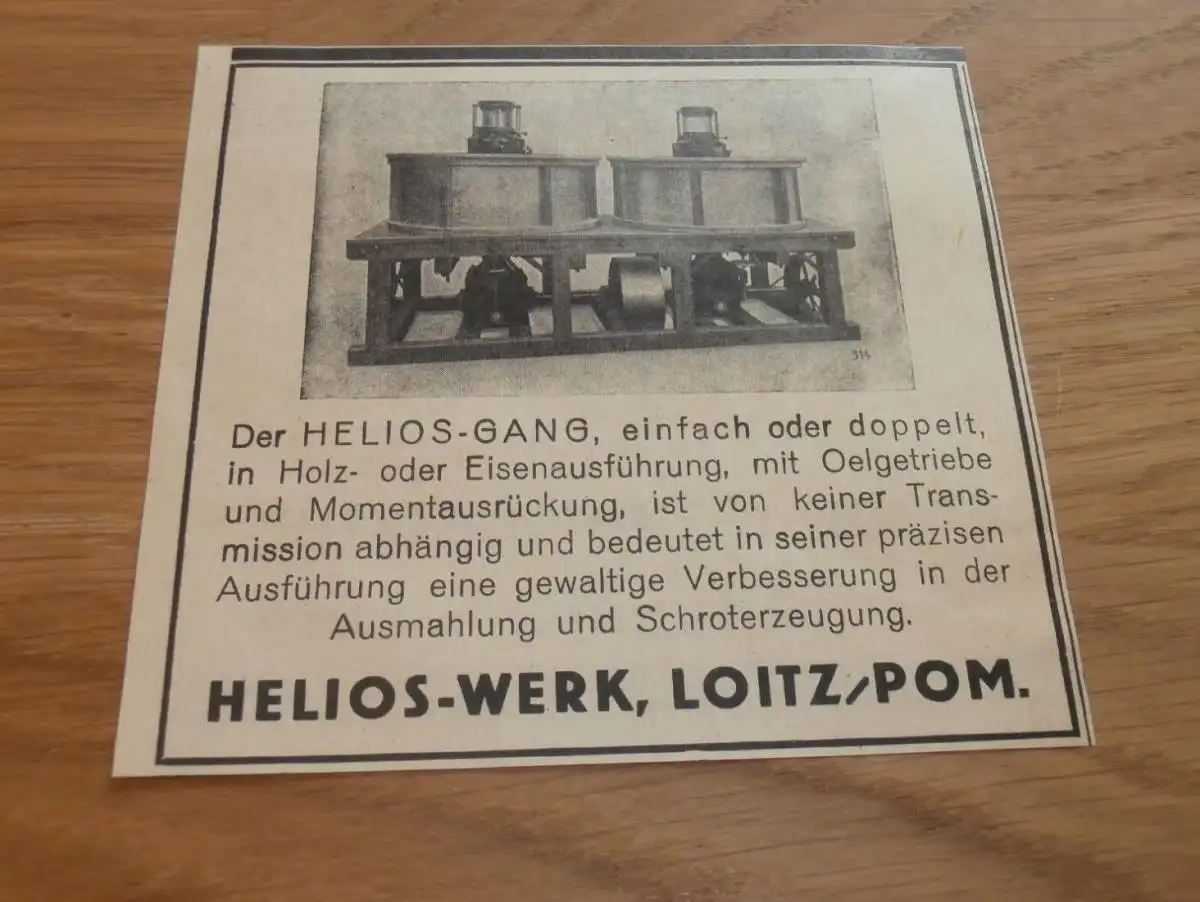 314
Der HELIOS-GANG, einfach oder doppelt,
in Holz- oder Eisenausführung, mit Oelgetriebe
und Momentausrückung, ist von keiner Trans-
mission abhängig und bedeutet in seiner präzisen
Ausführung eine gewaltige Verbesserung in der
Ausmahlung und Schroterzeugung.
HELIOS-WERK, LOITZ/POM.